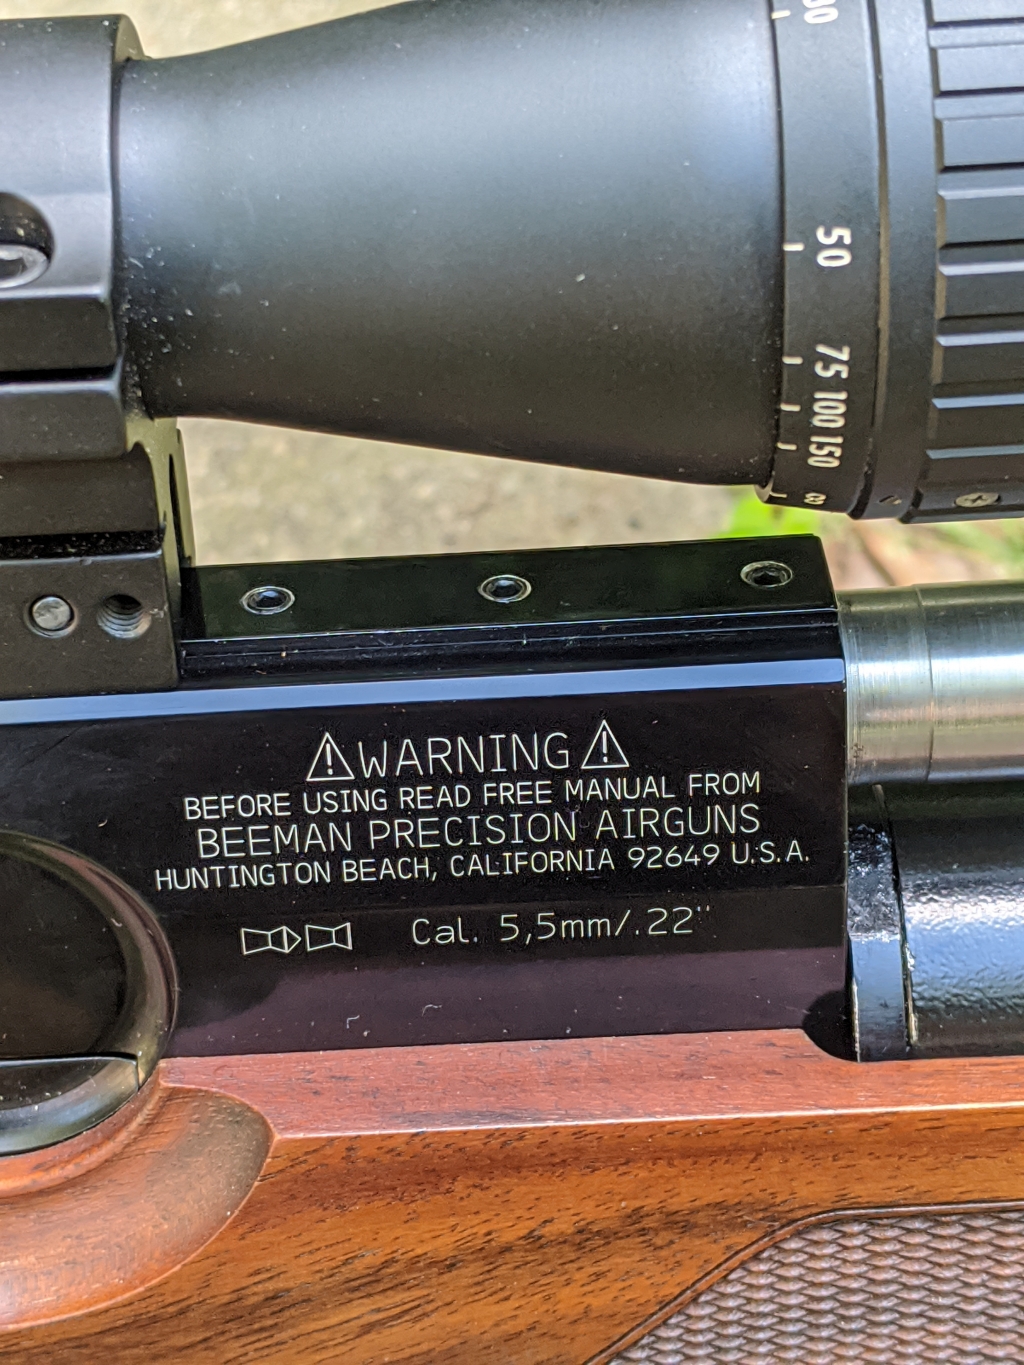 30
50
75
100
150
∞
⚠WARNING⚠
BEFORE USING READ FREE MANUAL FROM
BEEMAN PRECISION AIRGUNS
HUNTINGTON BEACH, CALIFORNIA 92649 U.S.A.
Cal. 5,5mm/.22"